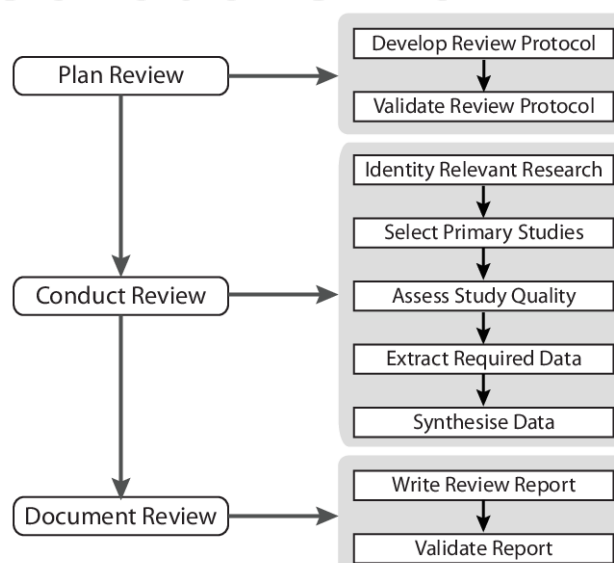 Plan Review
Develop Review Protocol
Validate Review Protocol
Conduct Review
Identity Relevant Research
Select Primary Studies
Assess Study Quality
Extract Required Data
Synthesise Data
Document Review
Write Review Report
Validate Report